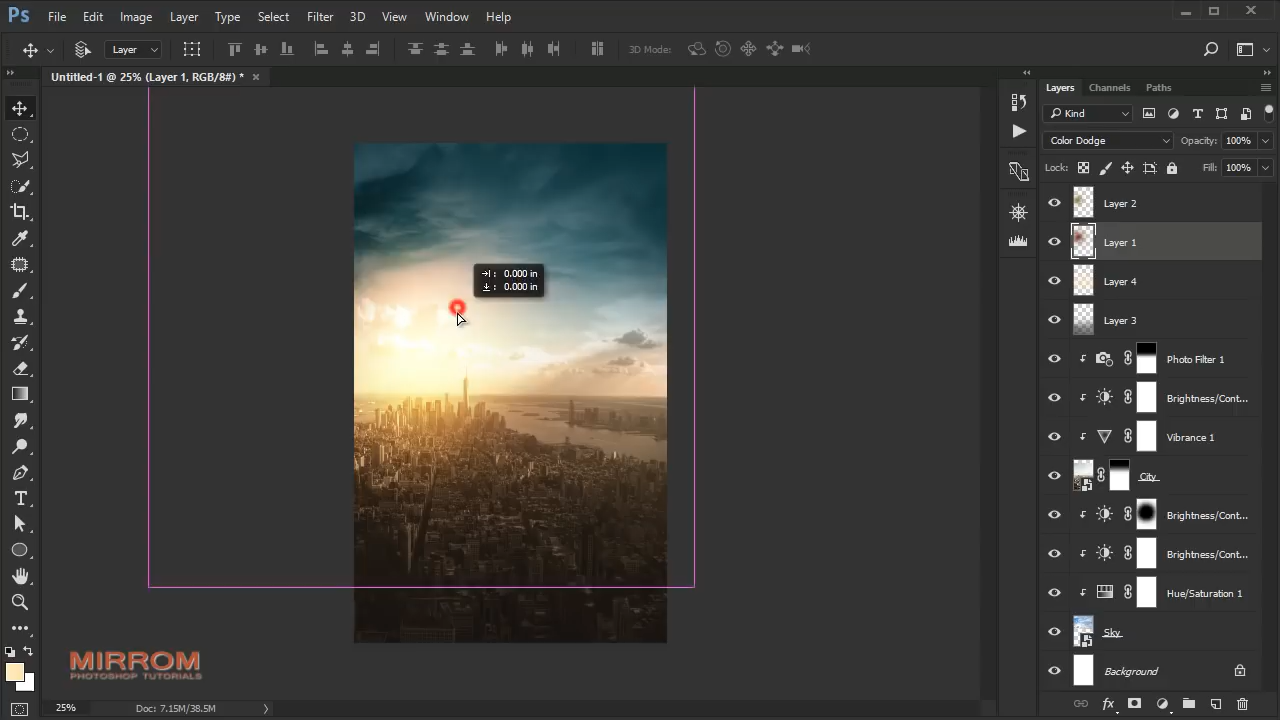 Ps File Edit Image Layer Type Select Filter 3D View Window Help
Layer 3D Mode:
Untitled-1 @ 25% (Layer 1, RGB/8#) * ×
Layers Channels Paths
Kind
Color Dodge Opacity: 100%
Lock: Fill: 100%
Layer 2
Layer 1
Layer 4
Layer 3
Photo Filter 1
Brightness/Cont...
Vibrance 1
City
Brightness/Cont...
Brightness/Cont...
Hue/Saturation 1
Sky
Background
0.000 in
0.000 in
MIRROM
PHOTOSHOP TUTORIALS
25% Doc: 7.15M/38.5M